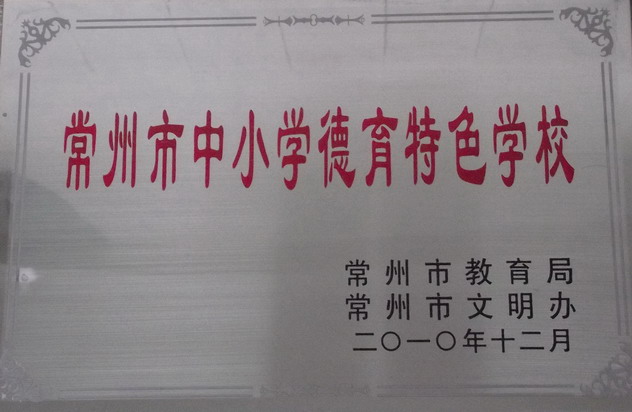 常州市中小学德育特色学校
常州市教育局
常州市文明办
二〇一〇年十二月